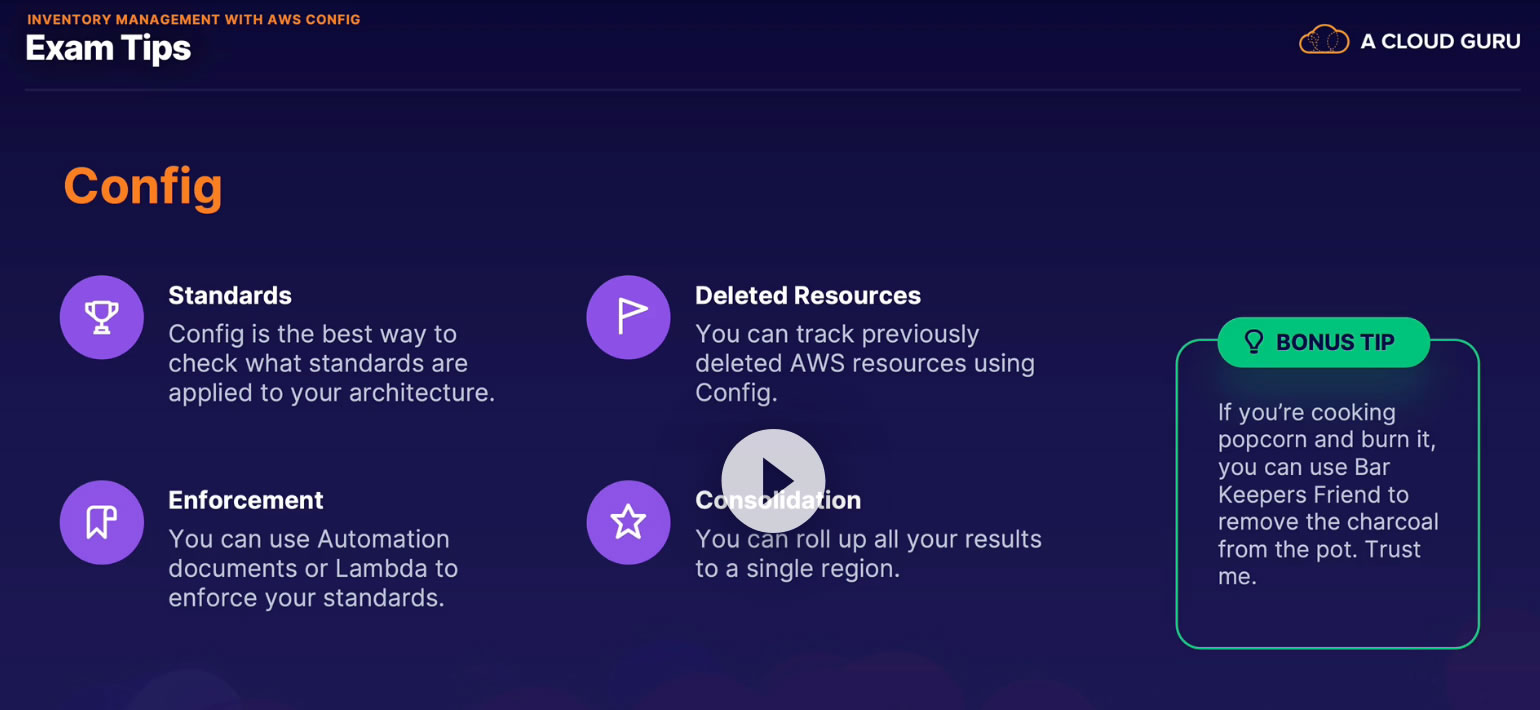 INVENTORY MANAGEMENT WITH AWS CONFIG
Exam Tips
A CLOUD GURU
Config
Standards
Config is the best way to
check what standards are
applied to your architecture.
Deleted Resources
You can track previously
deleted AWS resources using
Config.
Enforcement
You can use Automation
documents or Lambda to
enforce your standards.
Consolidation
You can roll up all your results
to a single region.
BONUS TIP
If you’re cooking
popcorn and burn it,
you can use Bar
Keepers Friend to
remove the charcoal
from the pot. Trust
me.